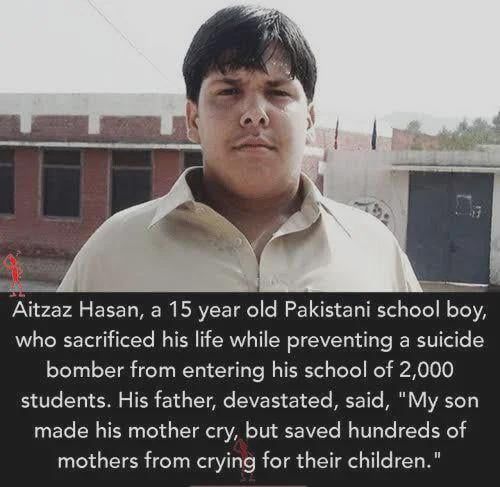 Aitzaz Hasan, a 15 year old Pakistani school boy,
who sacrificed his life while preventing a suicide
bomber from entering his school of 2,000
students. His father, devastated, said, "My son
made his mother cry, but saved hundreds of
mothers from crying for their children."